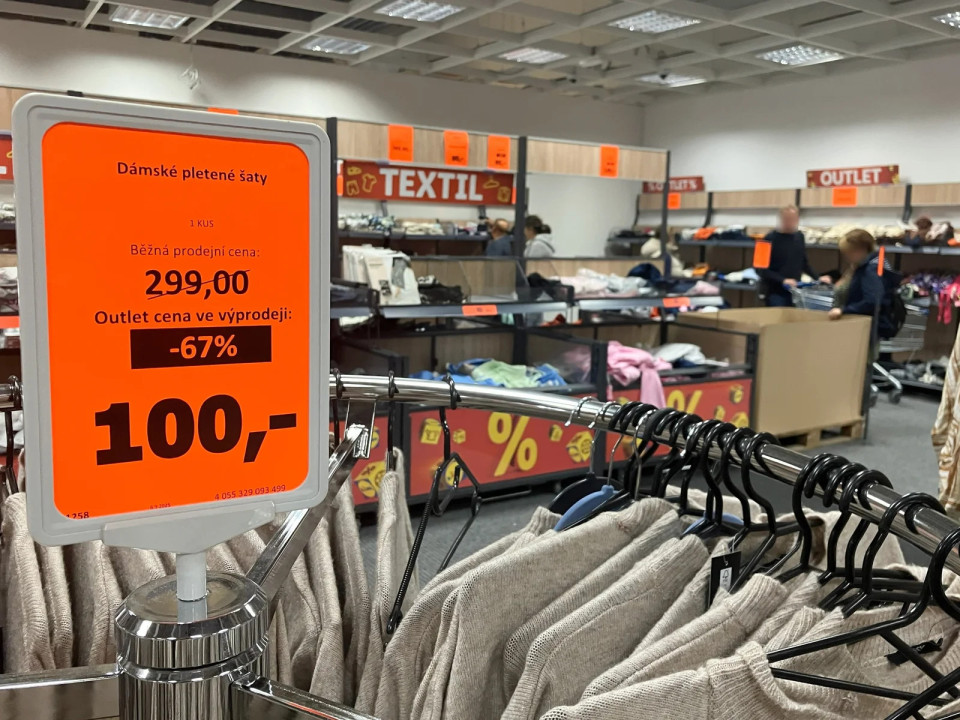 Dámské pletené šaty
1 KUS
Běžná prodejní cena:
299,00
Outlet cena ve výprodeji:
-67%
100,-
4 055 329 093 499
1258
TEXTIL
OUTLET
%